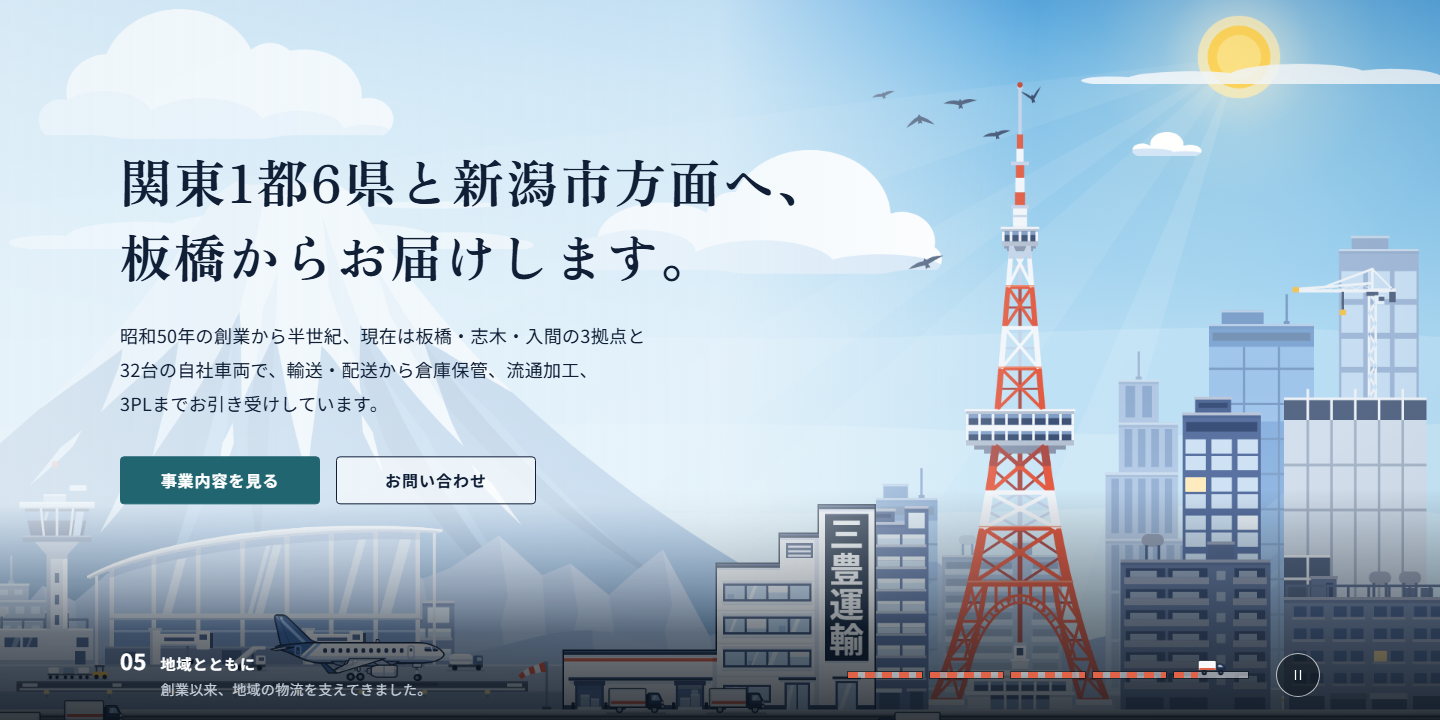 関東1都6県と新潟市方面へ、
板橋からお届けします。
昭和50年の創業から半世紀、現在は板橋・志木・入間の3拠点と
32台の自社車両で、輸送・配送から倉庫保管、流通加工、
3PLまでお引き受けしています。
事業内容を見る
お問い合わせ
三豊運輸
05 地域とともに
創業以来、地域の物流を支えてきました。